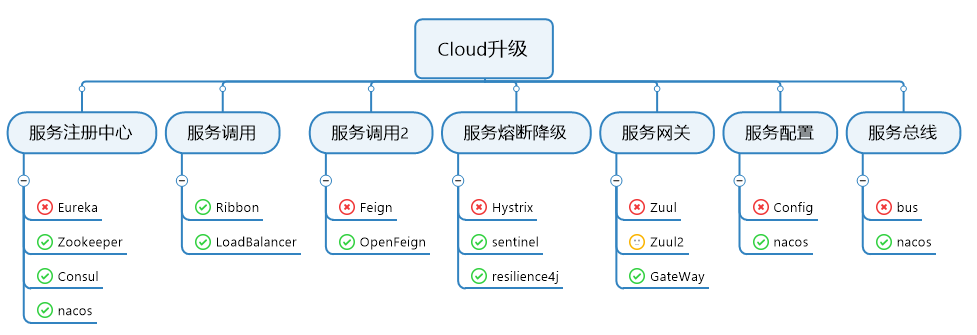 Cloud升级
服务注册中心
Eureka
Zookeeper
Consul
nacos
服务调用
Ribbon
LoadBalancer
服务调用2
Feign
OpenFeign
服务熔断降级
Hystrix
sentinel
resilience4j
服务网关
Zuul
Zuul2
GateWay
服务配置
Config
nacos
服务总线
bus
nacos